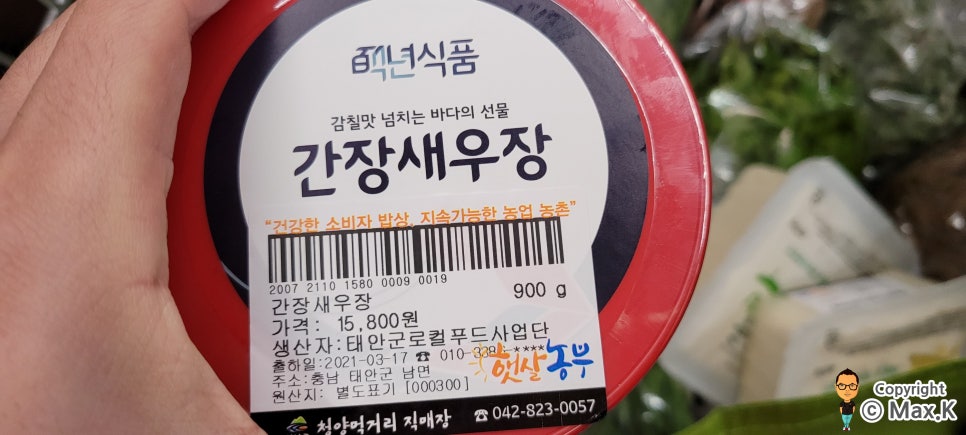 백년식품
감칠맛 넘치는 바다의 선물
간장새우장
"건강한 소비자 밥상, 지속가능한 농업 농촌"
2007 2110 1580 0009 0019
간장새우장 900 g
가격: 15,800원
생산자:태안군로컬푸드사업단
출하일:2021-03-17 ☎ 010-3385-****
주소:충남 태안군 남면
원산지: 별도표기 [000300]
햇살농부
청양먹거리 직매장 ☎042-823-0057
Copyright
© Max.K